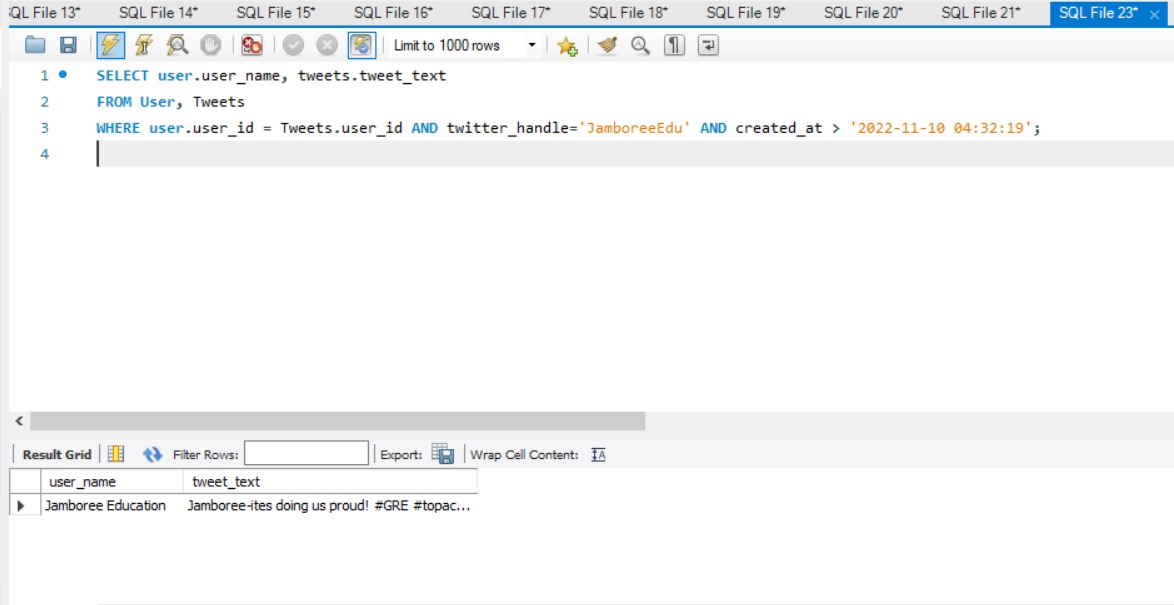 SQL File 13* SQL File 14* SQL File 15* SQL File 16* SQL File 17* SQL File 18* SQL File 19* SQL File 20* SQL File 21* SQL File 23*
Limit to 1000 rows
1 SELECT user.user_name, tweets.tweet_text
2 FROM User, Tweets
3 WHERE user.user_id = Tweets.user_id AND twitter_handle='JamboreeEdu' AND created_at > '2022-11-10 04:32:19';
4
Result Grid Filter Rows: Export: Wrap Cell Content:
user_name tweet_text
Jamboree Education Jamboree-ites doing us proud! #GRE #topac...